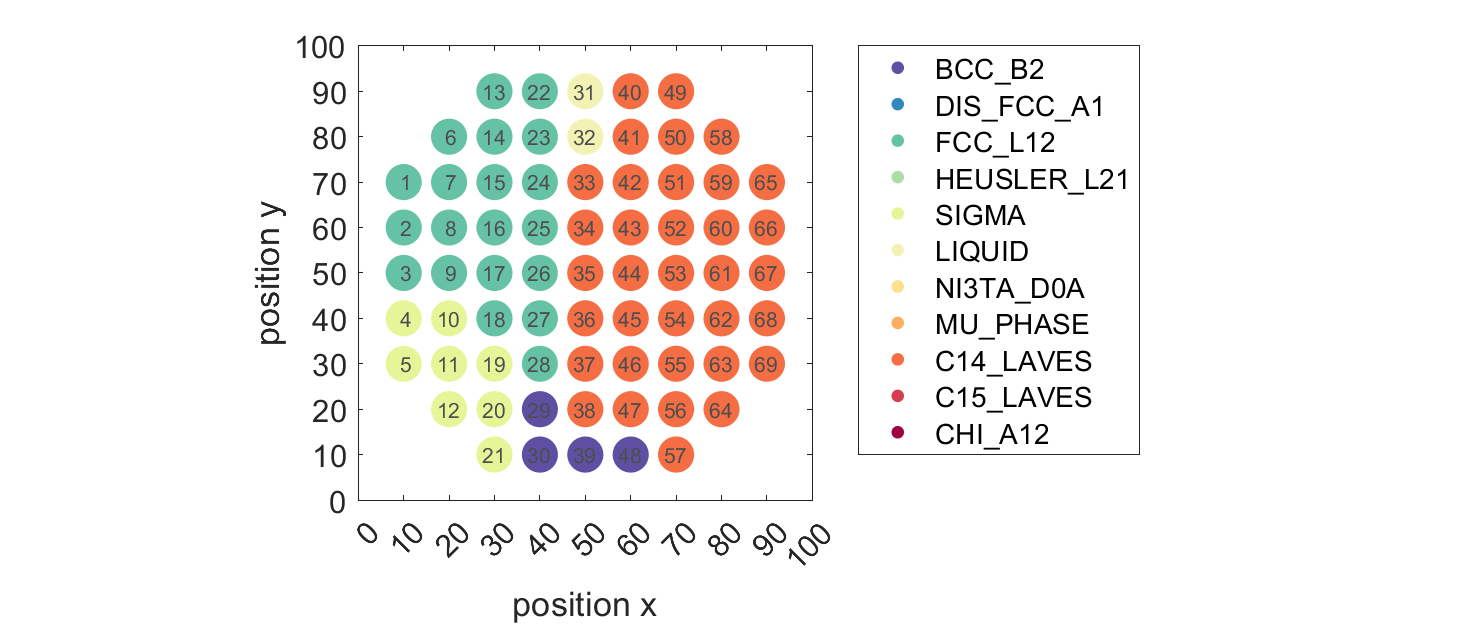 100
90
80
70
60
50
40
30
20
10
0
position y
13 22 31 40 49
6 14 23 32 41 50 58
1 7 15 24 33 42 51 59 65
2 8 16 25 34 43 52 60 66
3 9 17 26 35 44 53 61 67
4 10 18 27 36 45 54 62 68
5 11 19 28 37 46 55 63 69
12 20 29 38 47 56 64
21 30 39 48 57
0 10 20 30 40 50 60 70 80 90 100
position x
BCC_B2
DIS_FCC_A1
FCC_L12
HEUSLER_L21
SIGMA
LIQUID
NI3TA_D0A
MU_PHASE
C14_LAVES
C15_LAVES
CHI_A12